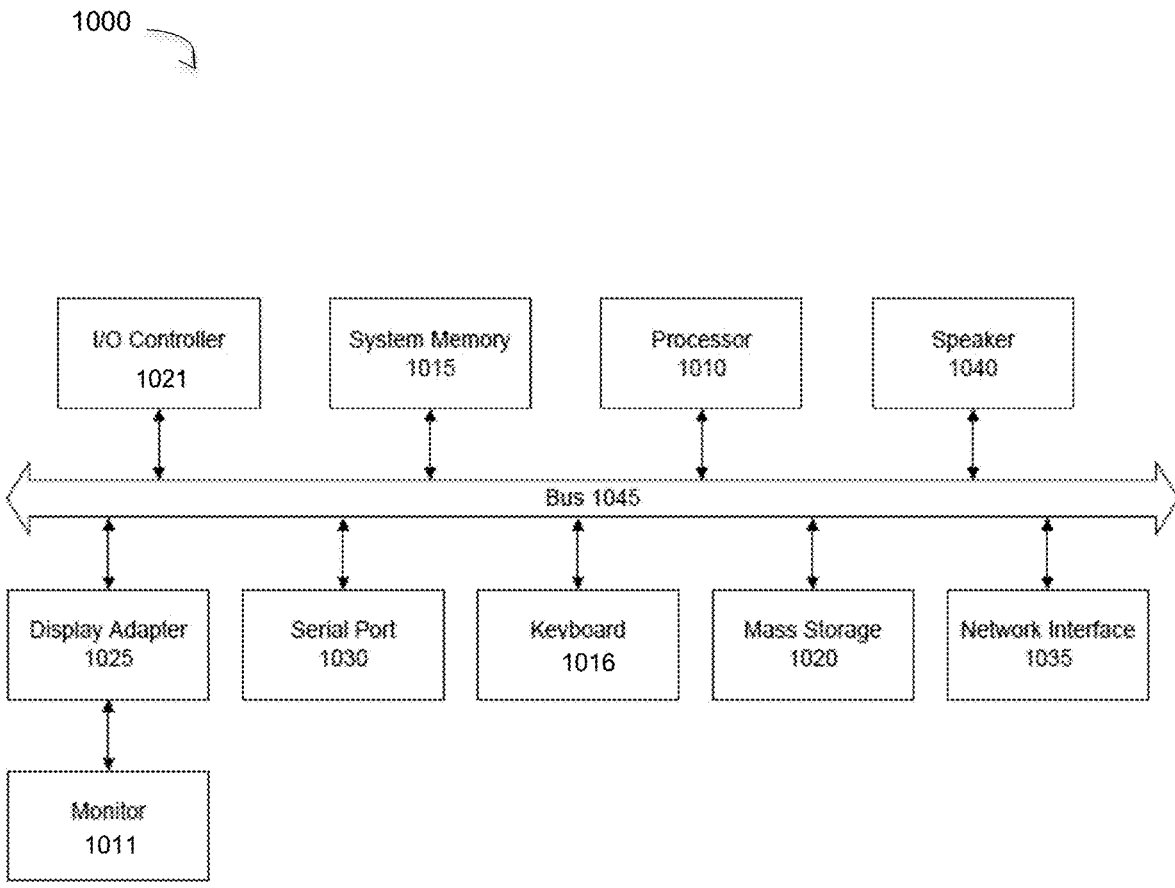 1000
I/O Controller
1021
System Memory
1015
Processor
1010
Speaker
1040
Bus 1045
Display Adapter
1025
Serial Port
1030
Keyboard
1016
Mass Storage
1020
Network Interface
1035
Monitor
1011